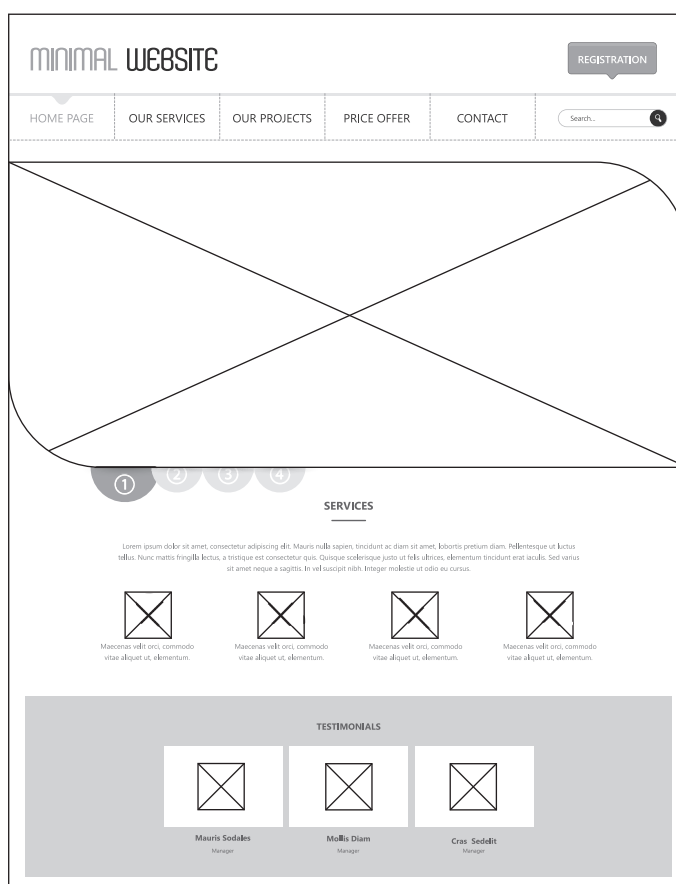 MINIMAL WEBSITE
REGISTRATION
HOME PAGE
OUR SERVICES
OUR PROJECTS
PRICE OFFER
CONTACT
Search...
1
2
3
4
SERVICES
Lorem ipsum dolor sit amet, consectetur adipiscing elit. Mauris nulla sapien, tincidunt ac diam sit amet, lobortis pretium diam. Pellentesque ut luctus
tellus. Nunc mattis fringilla lectus, a tristique est consectetur quis. Quisque scelerisque justo ut felis ultrices, elementum tincidunt erat iaculis. Sed varius
sit amet neque a sagittis. In vel suscipit nibh. Integer molestie ut odio eu cursus.
Maecenas velit orci, commodo
vitae aliquet ut, elementum.
Maecenas velit orci, commodo
vitae aliquet ut, elementum.
Maecenas velit orci, commodo
vitae aliquet ut, elementum.
Maecenas velit orci, commodo
vitae aliquet ut, elementum.
TESTIMONIALS
Mauris Sodales
Manager
Mollis Diam
Manager
Cras Sedelit
Manager